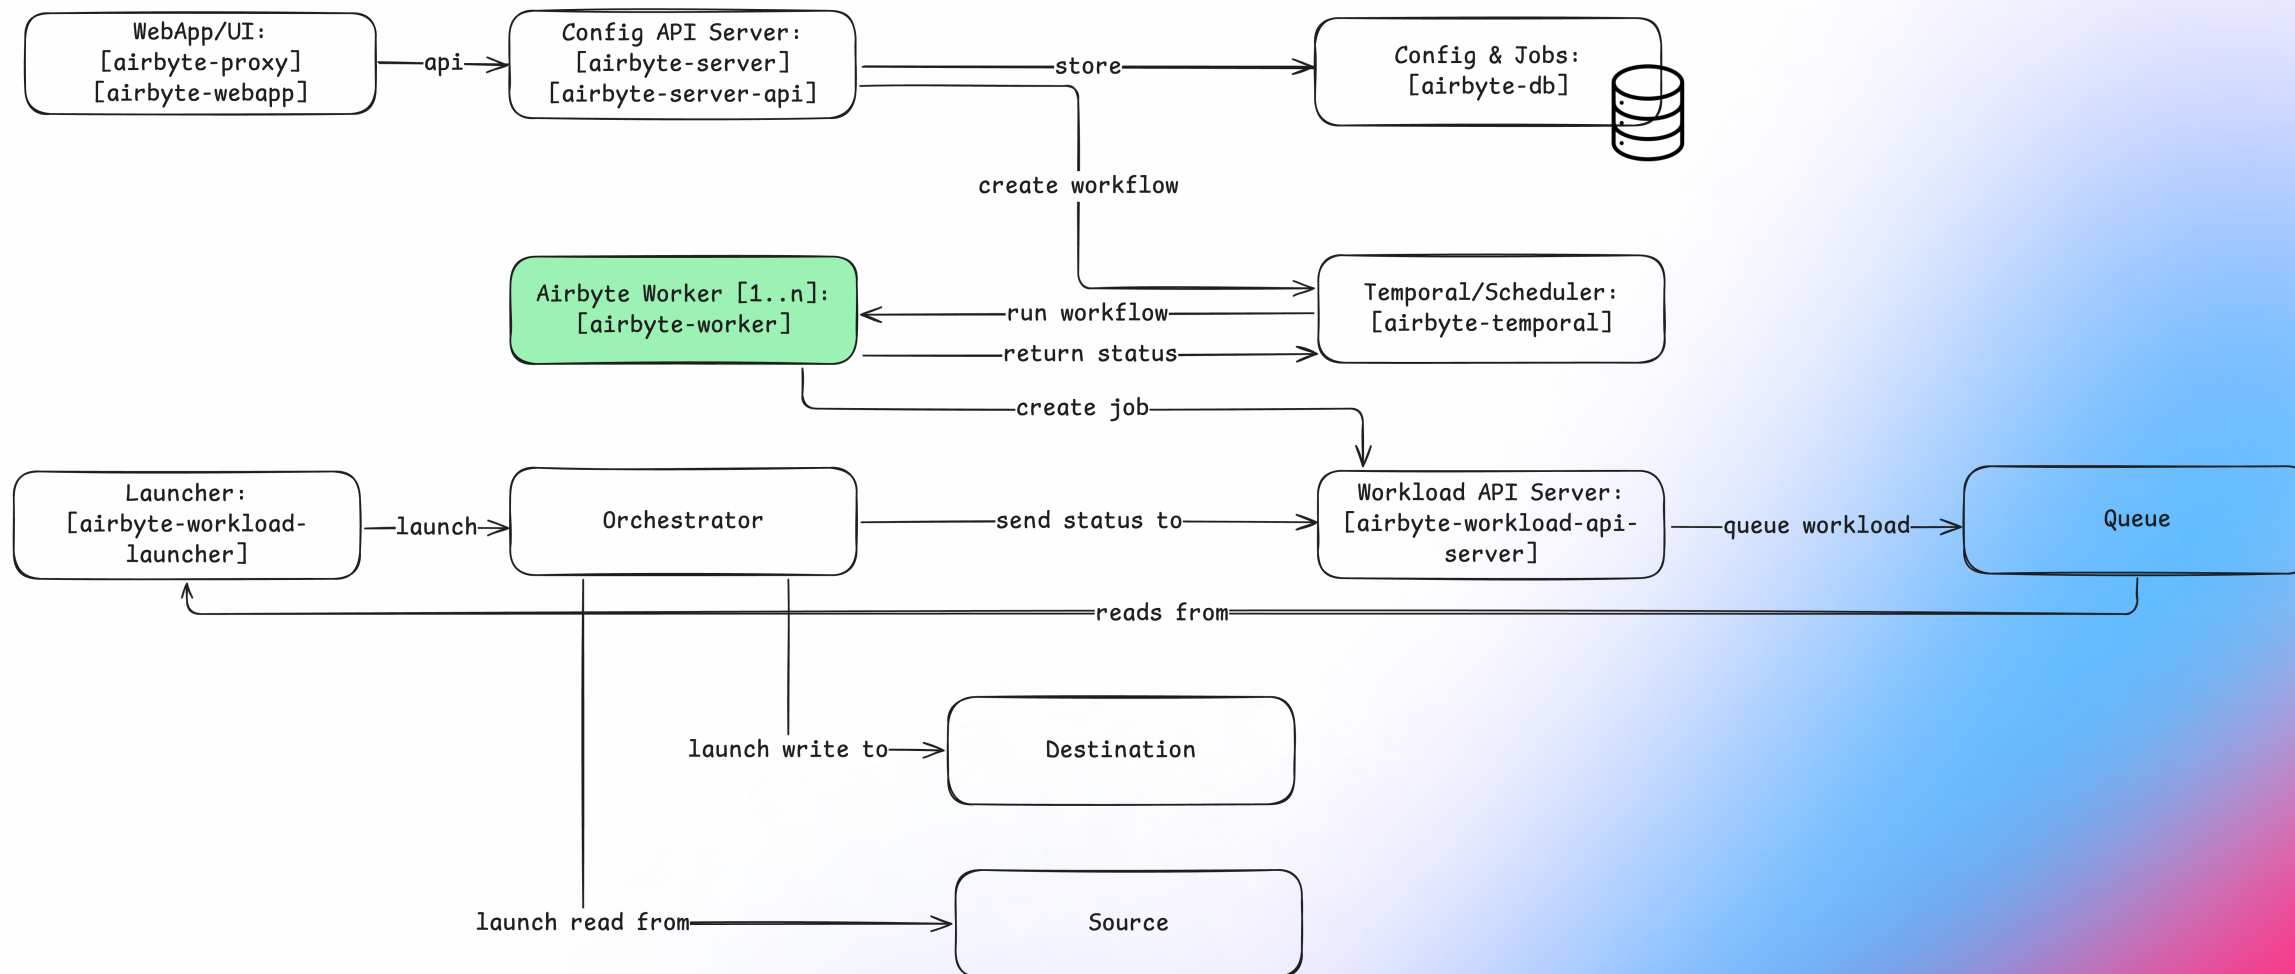 WebApp/UI:
[airbyte-proxy]
[airbyte-webapp]
api
Config API Server:
[airbyte-server]
[airbyte-server-api]
store
Config & Jobs:
[airbyte-db]
create workflow
Airbyte Worker [1..n]:
[airbyte-worker]
run workflow
return status
Temporal/Scheduler:
[airbyte-temporal]
create job
Launcher:
[airbyte-workload-
launcher]
launch
Orchestrator
send status to
Workload API Server:
[airbyte-workload-api-
server]
queue workload
Queue
reads from
launch write to
Destination
launch read from
Source